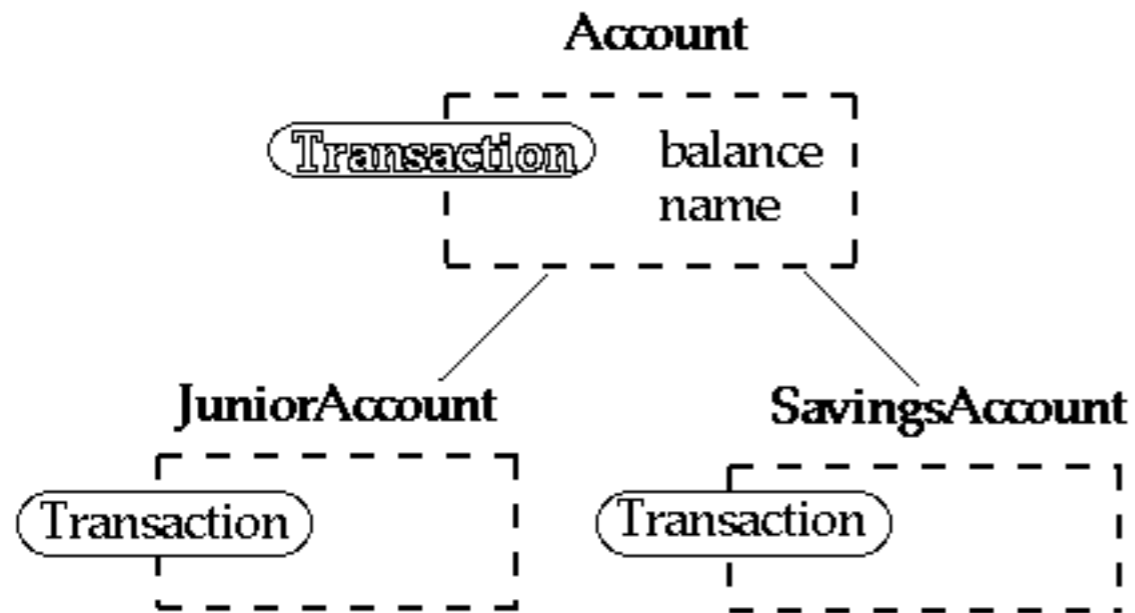 Account
Transaction balance
name
JuniorAccount
SavingsAccount
Transaction
Transaction